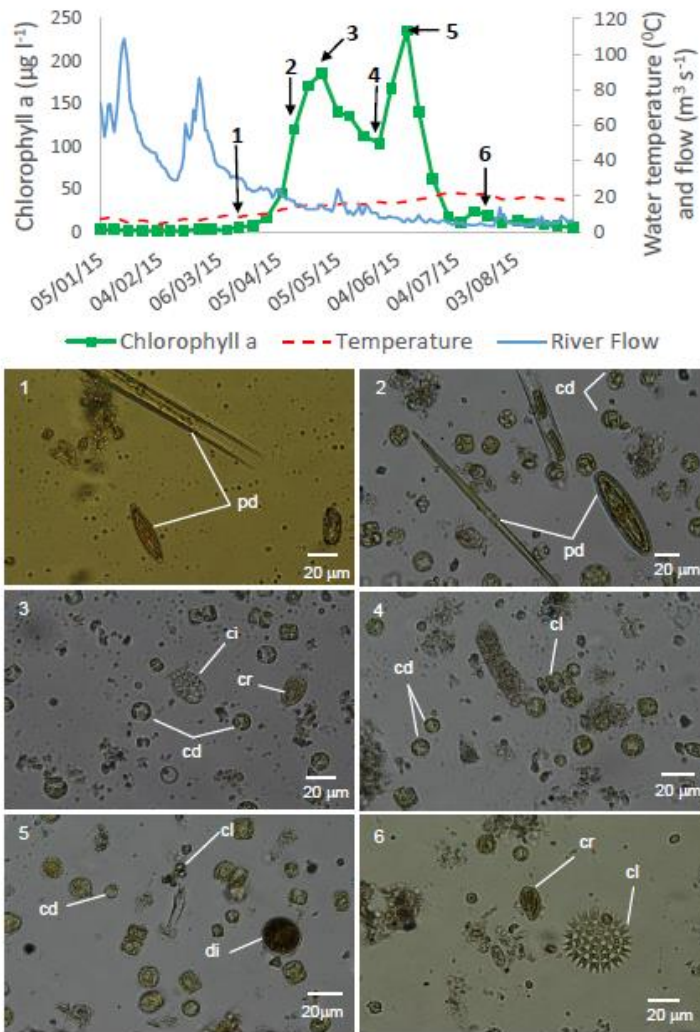 Chlorophyll a (µg l⁻¹)
250
200
150
100
50
0
1
2
3
4
5
6
120
100
80
60
40
20
0
Water temperature (⁰C)
and flow (m³ s⁻¹)
05/01/15
04/02/15
06/03/15
05/04/15
05/05/15
04/06/15
04/07/15
03/08/15
Chlorophyll a Temperature River Flow
1
pd
20 µm
2
cd
pd
20 µm
3
ci
cr
cd
20 µm
4
cl
cd
20 µm
5
cl
cd
di
20µm
6
cr
cl
20 µm